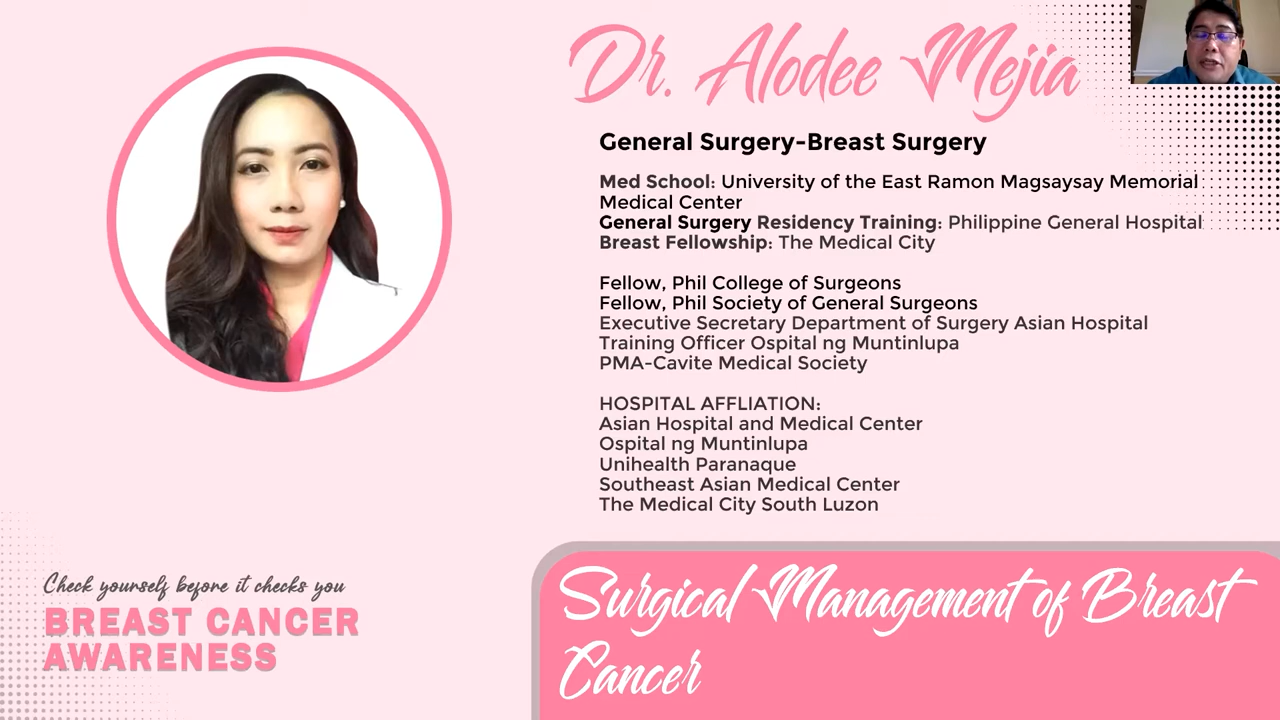 Dr. Alodee Mejia
General Surgery-Breast Surgery
Med School: University of the East Ramon Magsaysay Memorial
Medical Center
General Surgery Residency Training: Philippine General Hospital
Breast Fellowship: The Medical City
Fellow, Phil College of Surgeons
Fellow, Phil Society of General Surgeons
Executive Secretary Department of Surgery Asian Hospital
Training Officer Ospital ng Muntinlupa
PMA-Cavite Medical Society
HOSPITAL AFFLIATION:
Asian Hospital and Medical Center
Ospital ng Muntinlupa
Unihealth Paranaque
Southeast Asian Medical Center
The Medical City South Luzon
Check yourself before it checks you
BREAST CANCER
AWARENESS
Surgical Management of Breast
Cancer